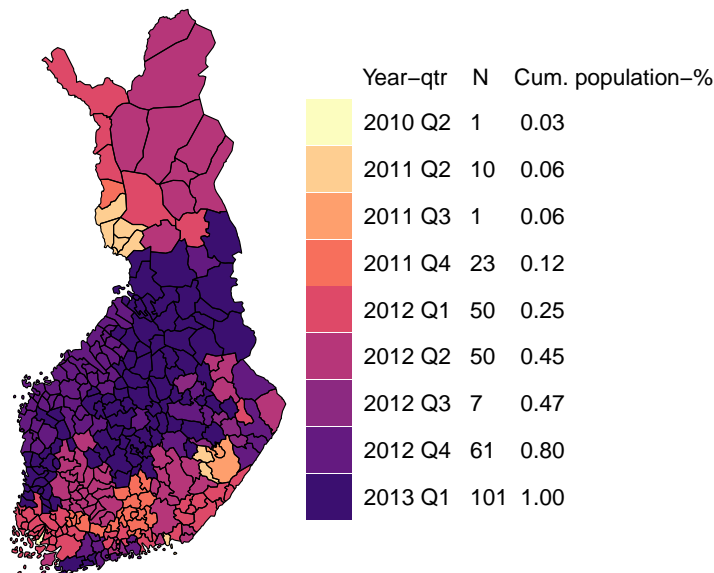 Year−qtr N Cum. population−%
2010 Q2 1 0.03
2011 Q2 10 0.06
2011 Q3 1 0.06
2011 Q4 23 0.12
2012 Q1 50 0.25
2012 Q2 50 0.45
2012 Q3 7 0.47
2012 Q4 61 0.80
2013 Q1 101 1.00